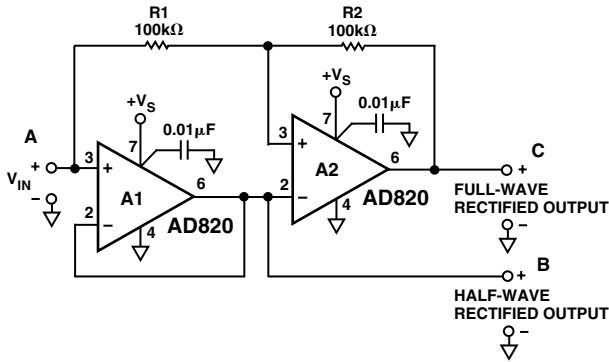 R1
100kΩ
R2
100kΩ
+VS
0.01µF
+VS
0.01µF
A
+
VIN
–
3
+
7
A1
6
2
–
4
AD820
3
+
7
A2
6
2
–
4
AD820
C
+
FULL-WAVE
RECTIFIED OUTPUT
–
B
+
HALF-WAVE
RECTIFIED OUTPUT
–